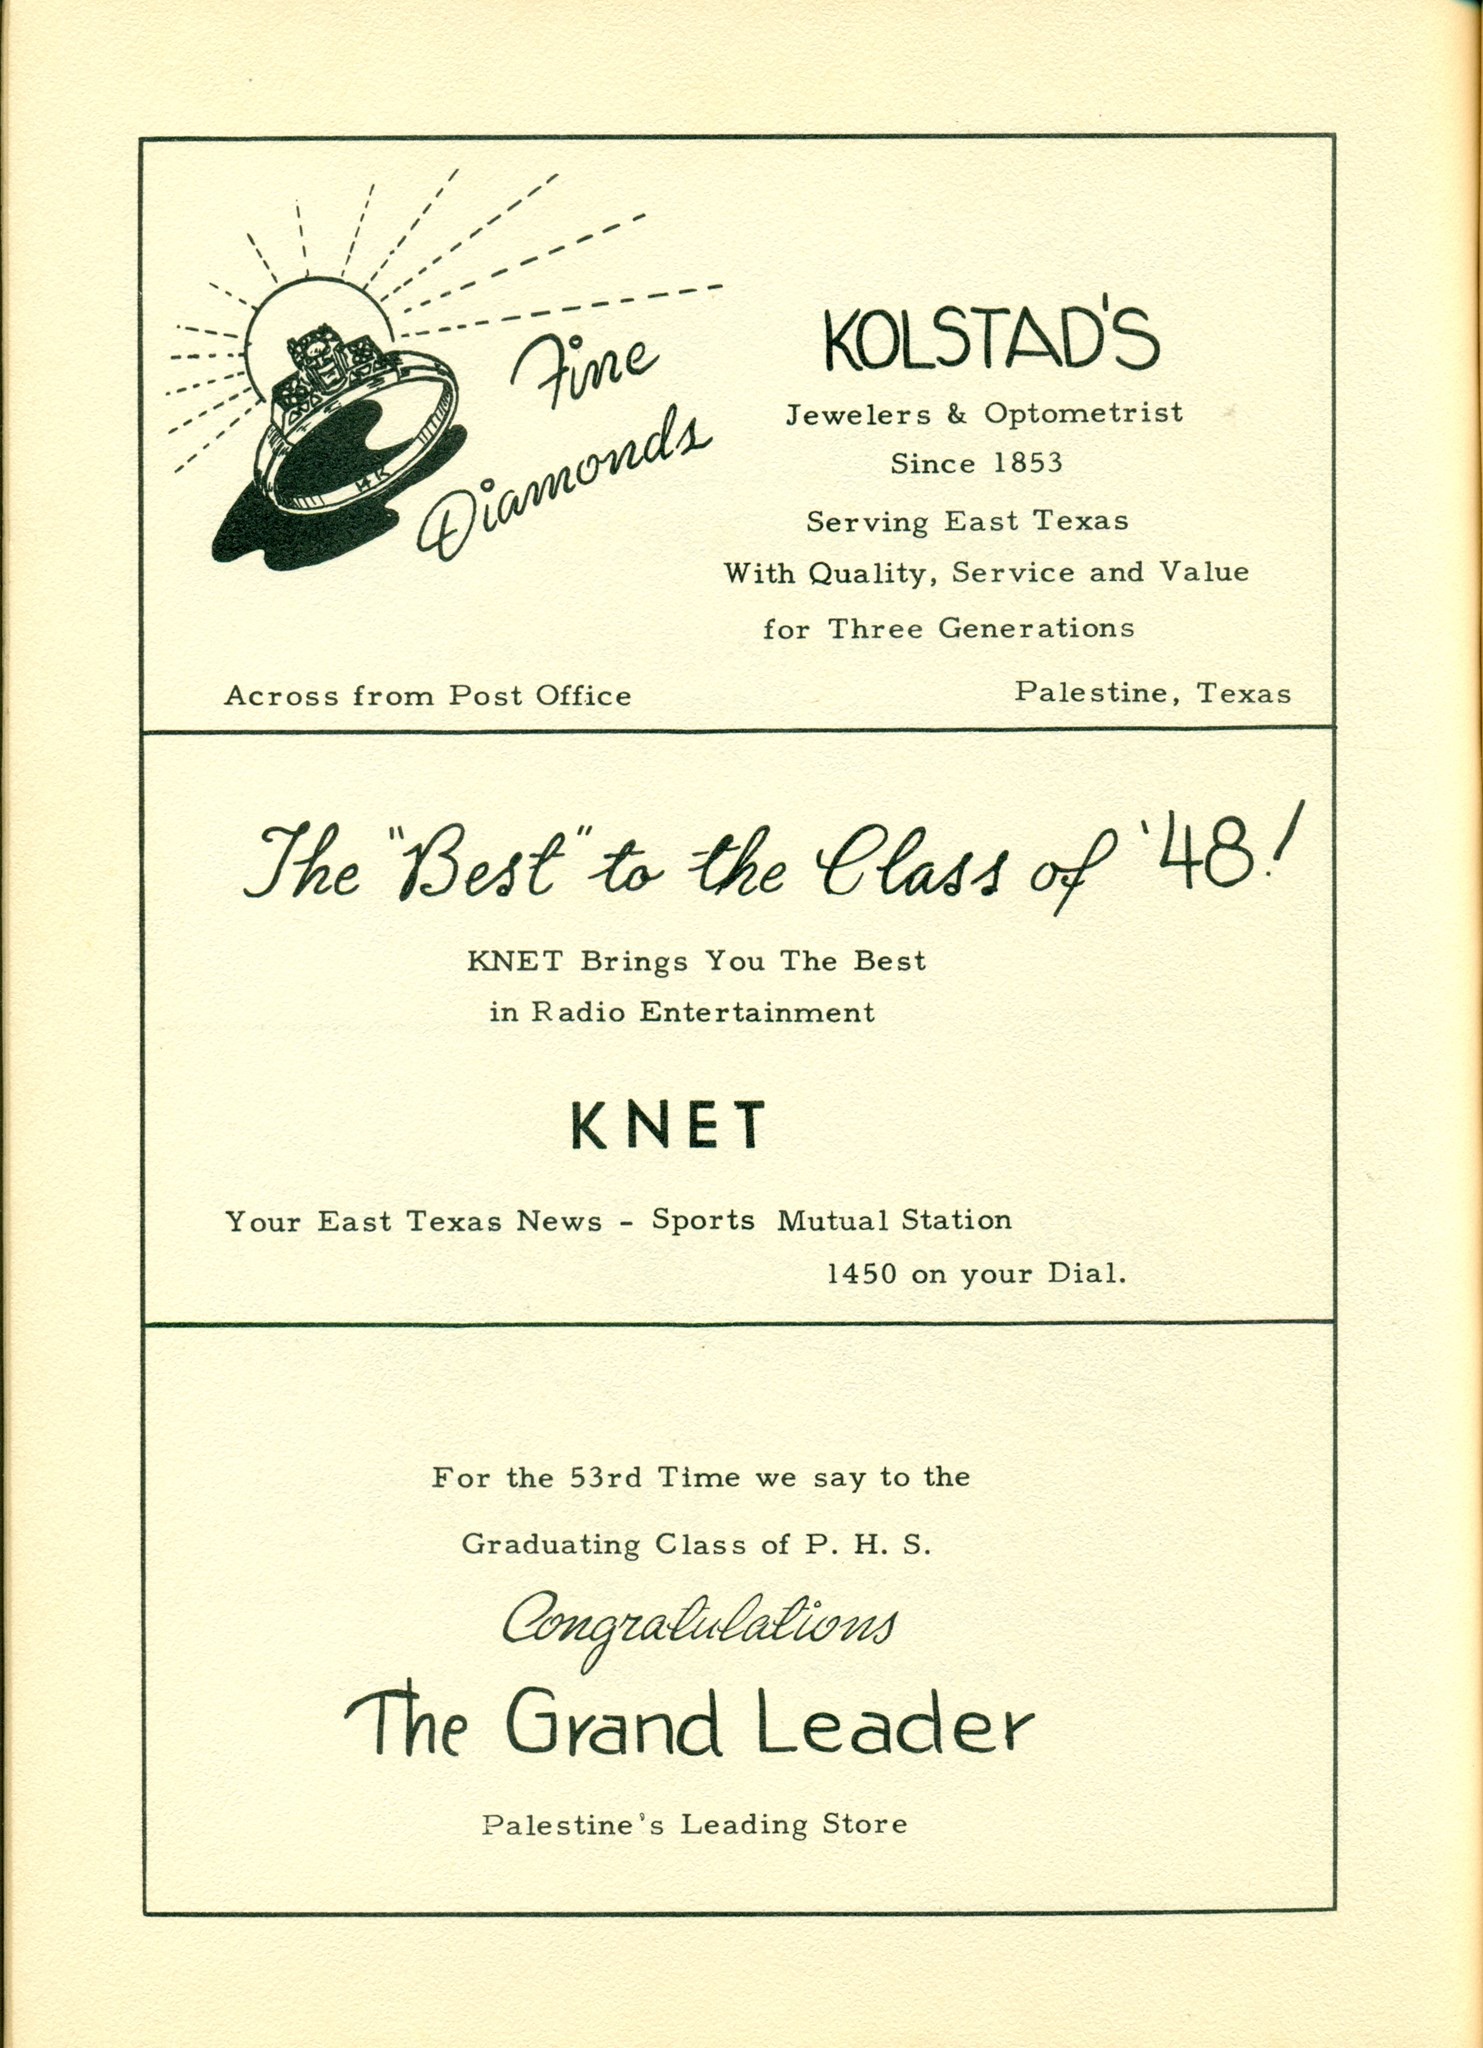 Fine
Diamonds
14K
KOLSTAD'S
Jewelers & Optometrist
Since 1853
Serving East Texas
With Quality, Service and Value
for Three Generations
Across from Post Office
Palestine, Texas
The "Best" to the Class of '48!
KNET Brings You The Best
in Radio Entertainment
KNET
Your East Texas News - Sports Mutual Station
1450 on your Dial.
For the 53rd Time we say to the
Graduating Class of P. H. S.
Congratulations
The Grand Leader
Palestine's Leading Store